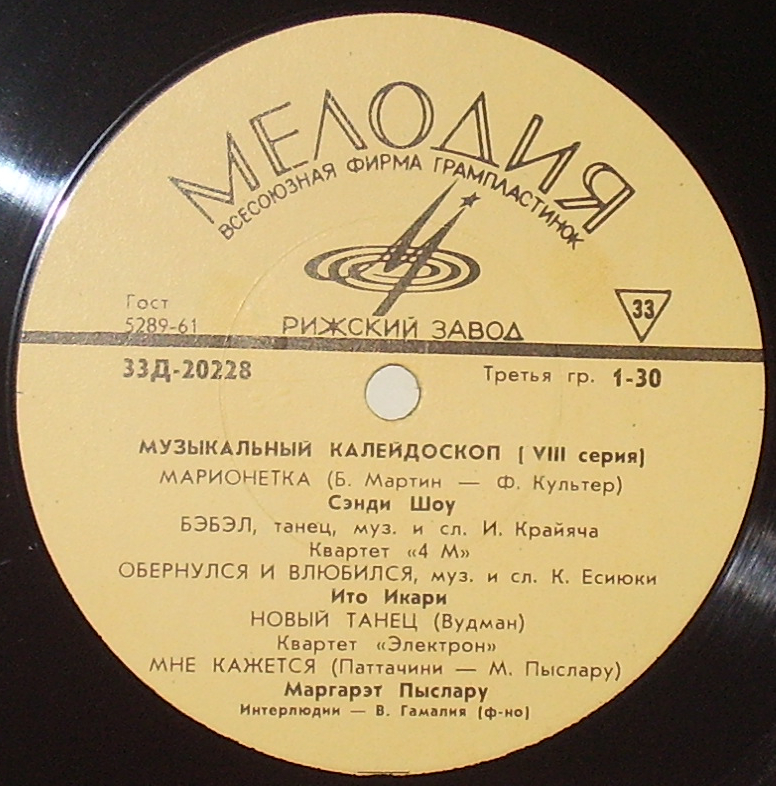 МЕЛОДИЯ
ВСЕСОЮЗНАЯ ФИРМА ГРАМПЛАСТИНОК
Гост
5289-61
РИЖСКИЙ ЗАВОД
33
33Д-20228
Третья гр. 1-30
МУЗЫКАЛЬНЫЙ КАЛЕЙДОСКОП ( VIII серия)
МАРИОНЕТКА (Б. Мартин — Ф. Культер)
Сэнди Шоу
БЭБЭЛ, танец, муз. и сл. И. Крайяча
Квартет «4 М»
ОБЕРНУЛСЯ И ВЛЮБИЛСЯ, муз. и сл. К. Есиюки
Ито Икари
НОВЫЙ ТАНЕЦ (Вудман)
Квартет «Электрон»
МНЕ КАЖЕТСЯ (Паттачини — М. Пыслару)
Маргарэт Пыслару
Интерлюдии — В. Гамалия (ф-но)